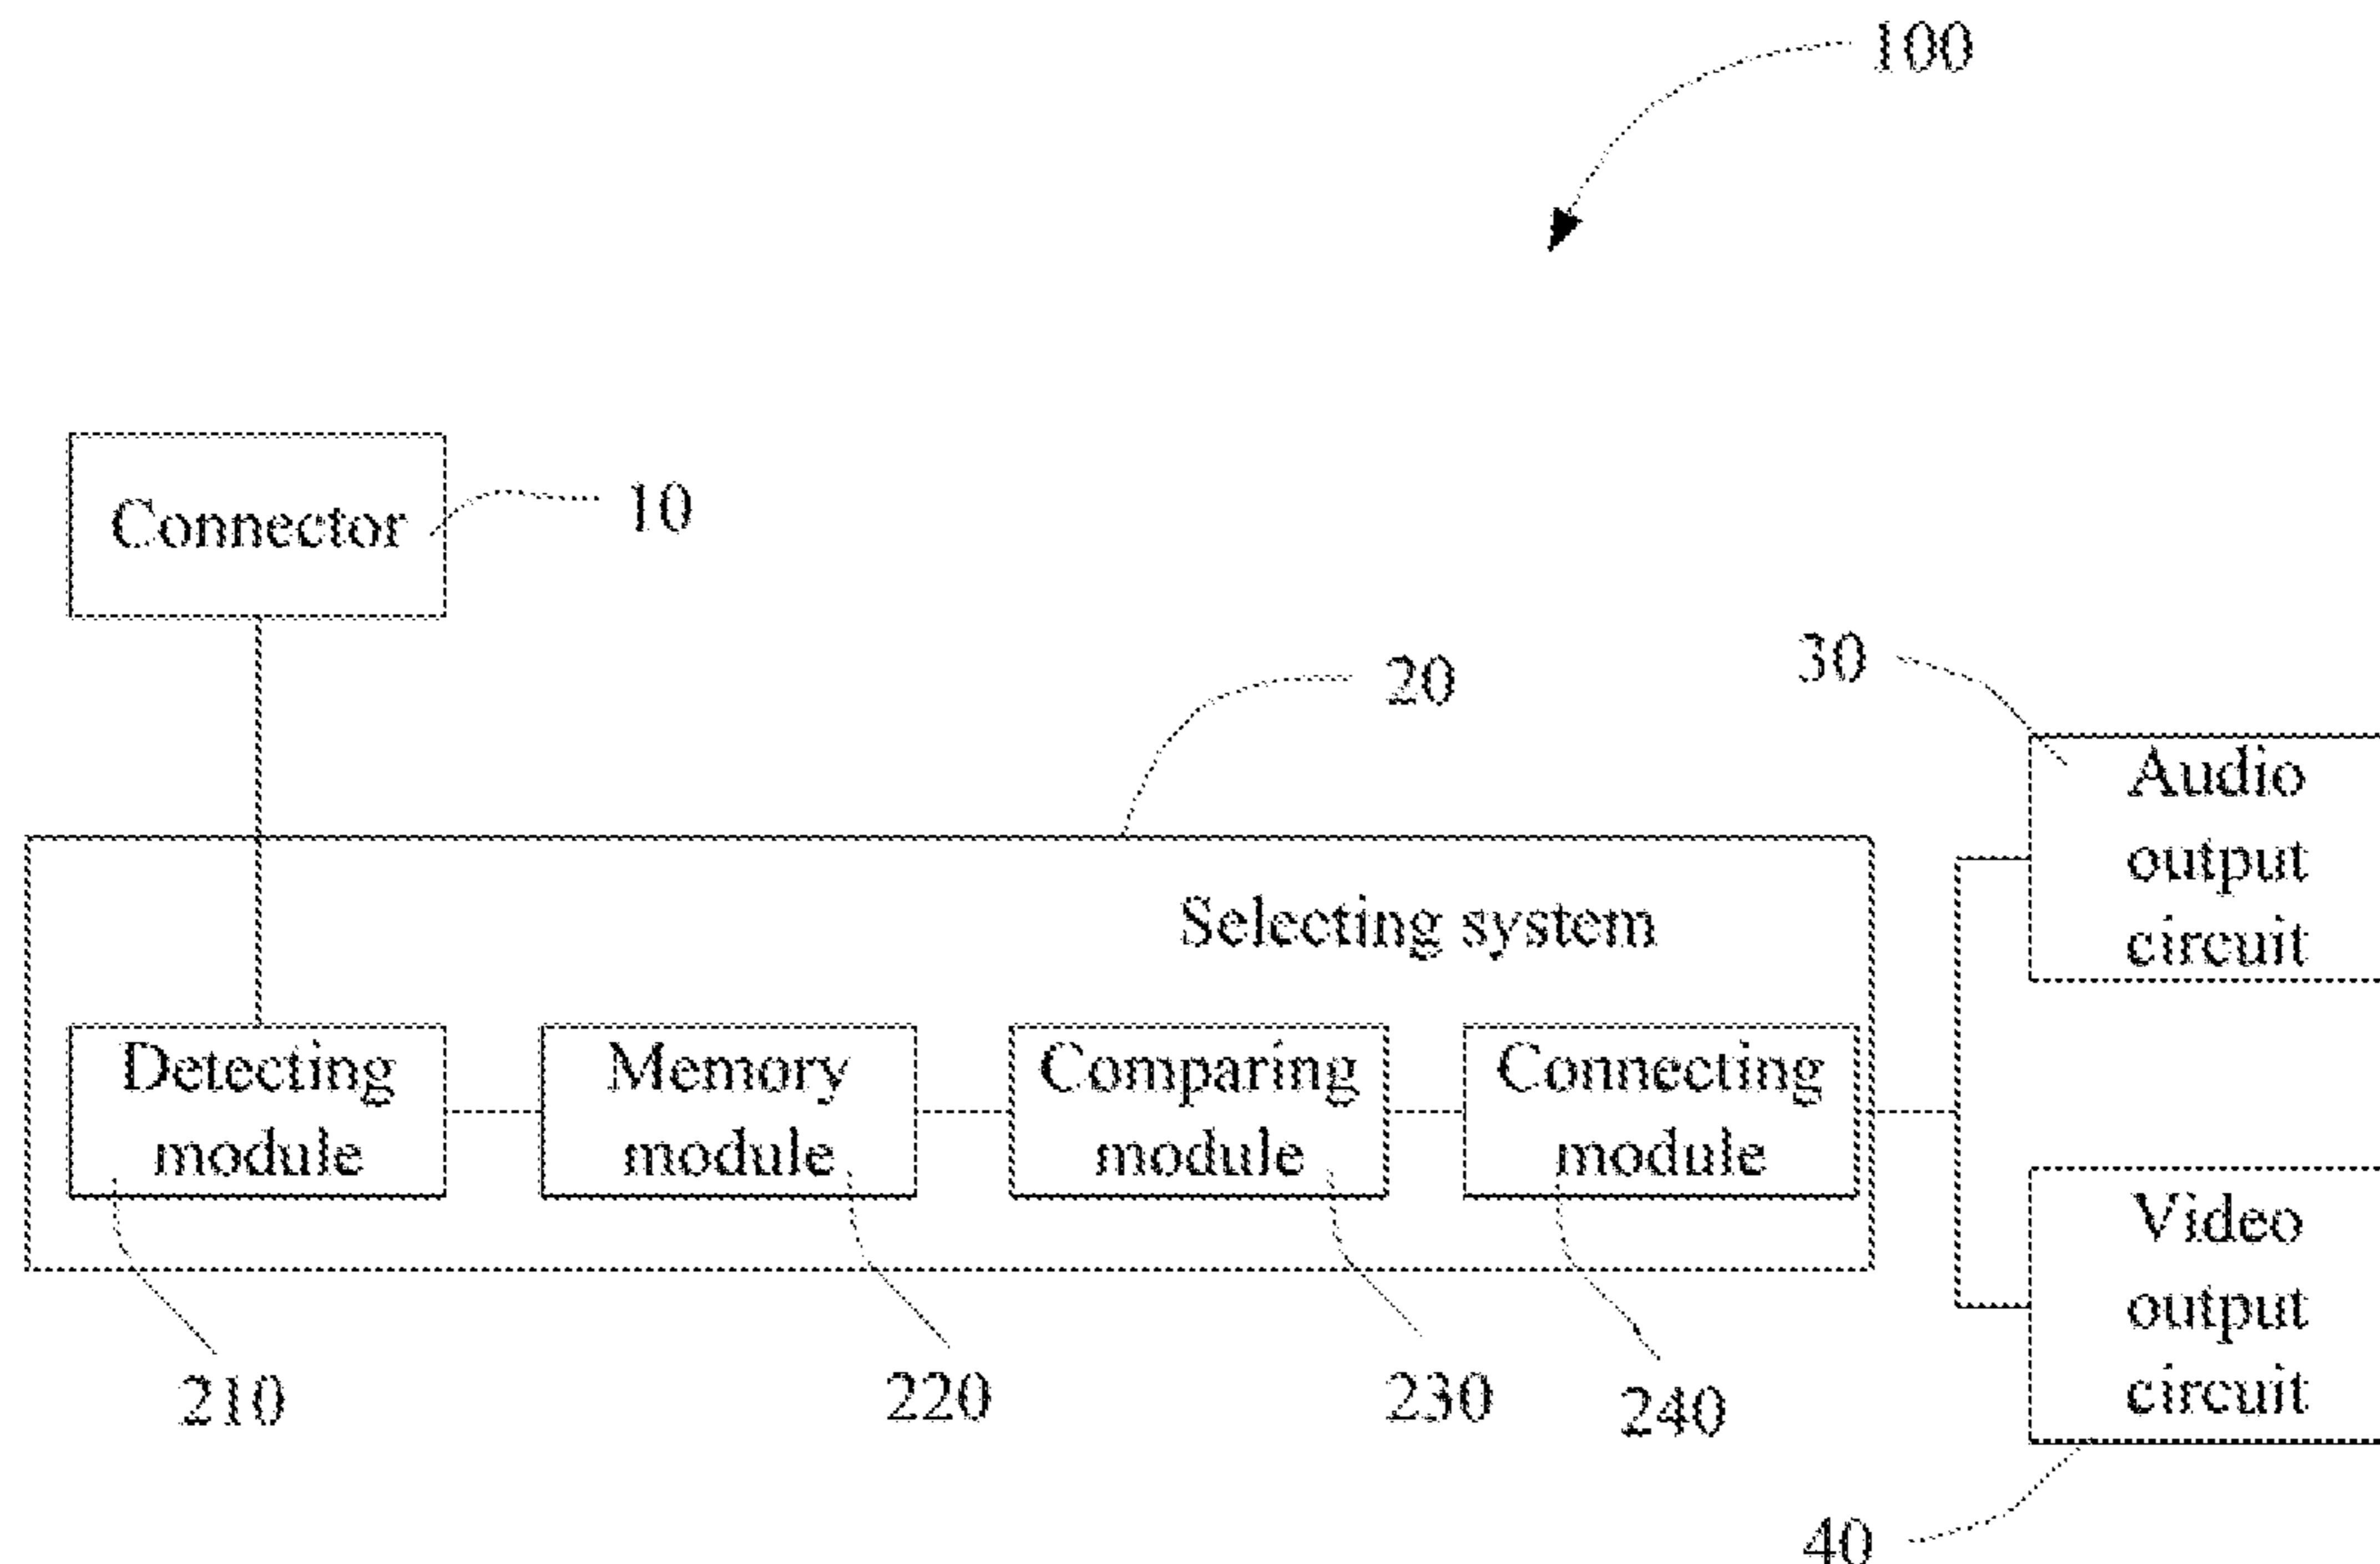 100
Connector
10
20
30
Audio
output
circuit
Selecting system
Detecting
module
Memory
module
Comparing
module
Connecting
module
Video
output
circuit
210
220
230
240
40